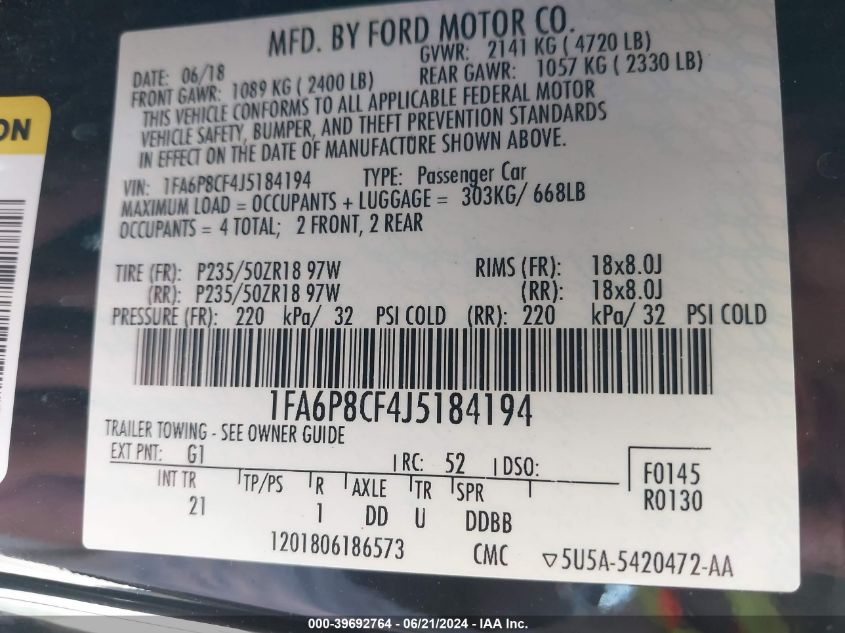 MFD. BY FORD MOTOR CO.
DATE: 06/18 GVWR: 2141 KG ( 4720 LB)
FRONT GAWR: 1089 KG ( 2400 LB) REAR GAWR: 1057 KG ( 2330 LB)
THIS VEHICLE CONFORMS TO ALL APPLICABLE FEDERAL MOTOR
VEHICLE SAFETY, BUMPER, AND THEFT PREVENTION STANDARDS
IN EFFECT ON THE DATE OF MANUFACTURE SHOWN ABOVE.
ON
VIN: 1FA6P8CF4J5184194 TYPE: Passenger Car
MAXIMUM LOAD = OCCUPANTS + LUGGAGE = 303KG/ 668LB
OCCUPANTS = 4 TOTAL; 2 FRONT, 2 REAR
TIRE (FR): P235/50ZR18 97W RIMS (FR): 18x8.0J
(RR): P235/50ZR18 97W (RR): 18x8.0J
PRESSURE (FR): 220 kPa/ 32 PSI COLD (RR): 220 kPa/ 32 PSI COLD
1FA6P8CF4J5184194
TRAILER TOWING - SEE OWNER GUIDE
EXT PNT: G1 RC: 52 DSO:
INT TR TP/PS R AXLE TR SPR
21 1 DD U DDBB
F0145
R0130
1201806186573 CMC ▽5U5A-5420472-AA
000-39692764 - 06/21/2024 - IAA Inc.